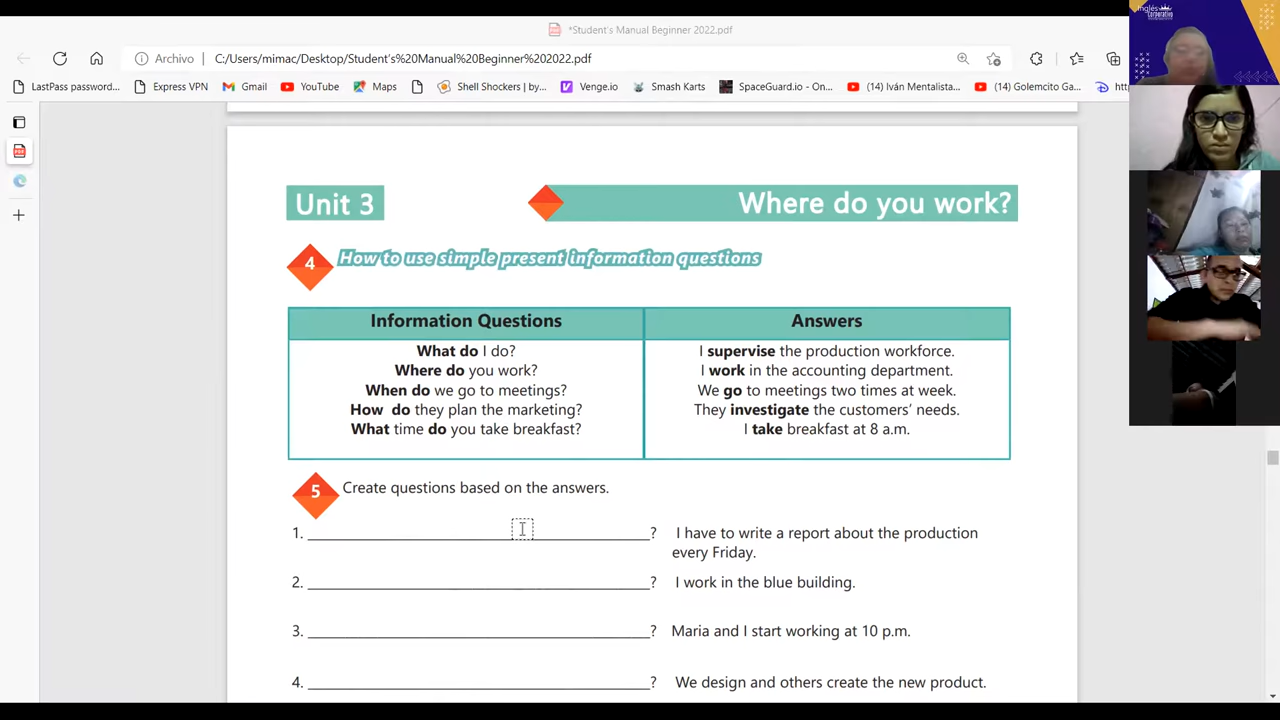 *Student's Manual Beginner 2022.pdf
Archivo C:/Users/mimac/Desktop/Student's%20Manual%20Beginner%202022.pdf
LastPass password... Express VPN Gmail YouTube Maps Shell Shockers | by... Venge.io Smash Karts SpaceGuard.io - On... (14) Iván Mentalista... (14) Golemcito Ga...
Inglés
Corporativo
Unit 3 Where do you work?
4 How to use simple present information questions
Information Questions Answers
What do I do? I supervise the production workforce.
Where do you work? I work in the accounting department.
When do we go to meetings? We go to meetings two times at week.
How do they plan the marketing? They investigate the customers' needs.
What time do you take breakfast? I take breakfast at 8 a.m.
5 Create questions based on the answers.
1. ? I have to write a report about the production
every Friday.
2. ? I work in the blue building.
3. ? Maria and I start working at 10 p.m.
4. ? We design and others create the new product.